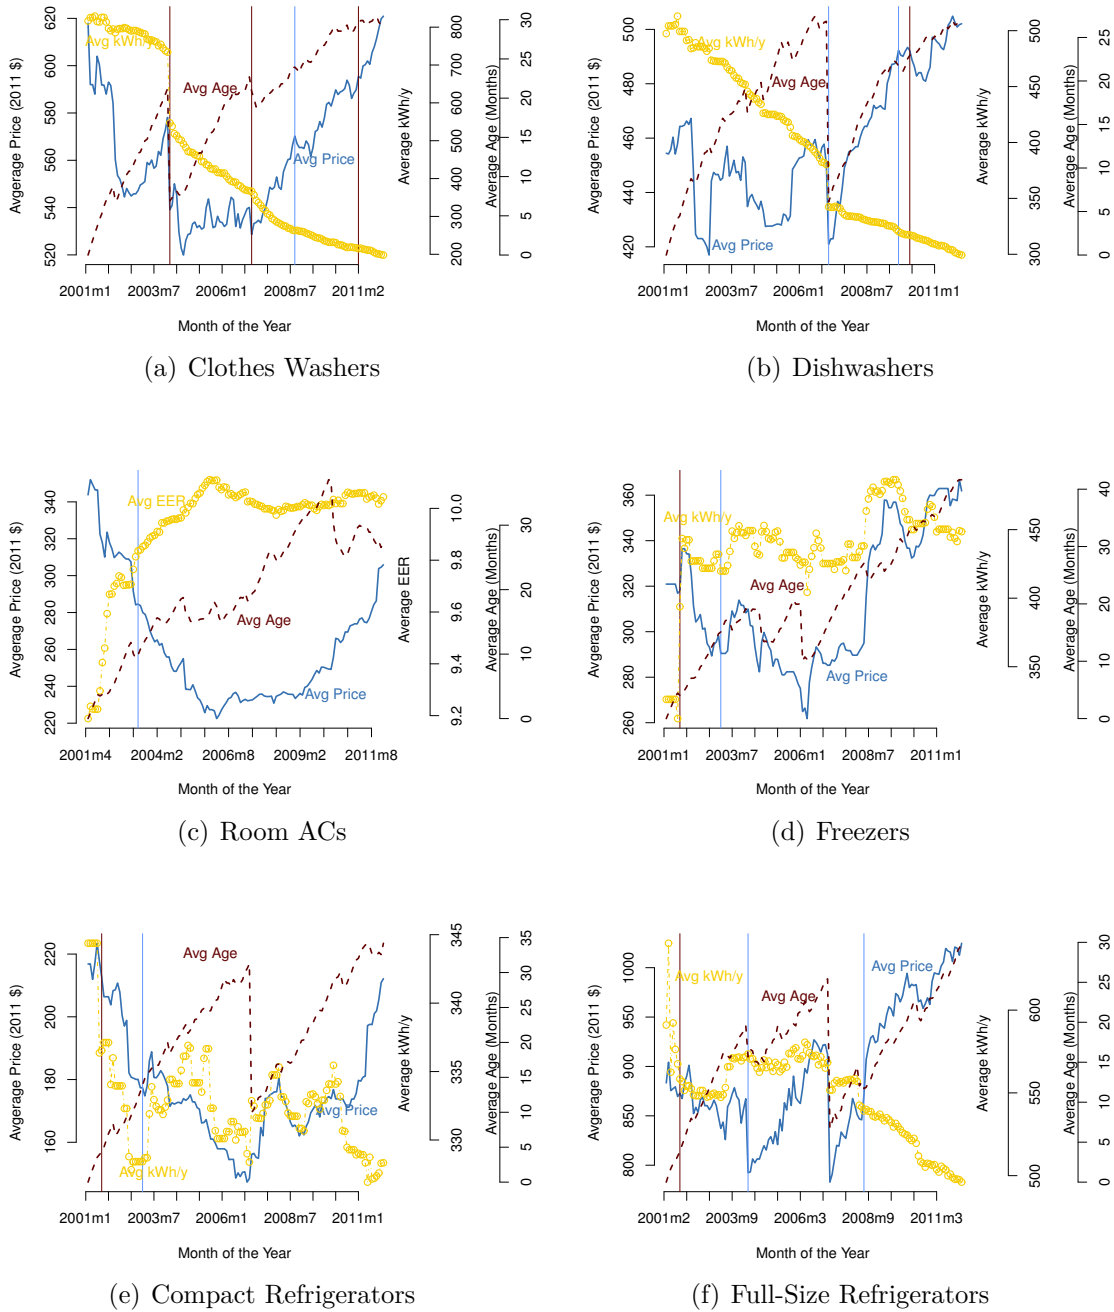 Avgerage Price (2011 $)
520 540 560 580 600 620
Avg kWh/y
Avg Age
Avg Price
200 300 400 500 600 700 800
Average kWh/y
0 5 10 15 20 25 30
Average Age (Months)
2001m1 2003m7 2006m1 2008m7 2011m2
Month of the Year
(a) Clothes Washers
Avgerage Price (2011 $)
420 440 460 480 500
Avg kWh/y
Avg Age
Avg Price
300 350 400 450 500
Average kWh/y
0 5 10 15 20 25
Average Age (Months)
2001m1 2003m7 2006m1 2008m7 2011m1
Month of the Year
(b) Dishwashers
Avgerage Price (2011 $)
220 240 260 280 300 320 340
Avg EER
Avg Age
Avg Price
9.2 9.4 9.6 9.8 10.0
Average EER
0 10 20 30
Average Age (Months)
2001m4 2004m2 2006m8 2009m2 2011m8
Month of the Year
(c) Room ACs
Avgerage Price (2011 $)
260 280 300 320 340 360
Avg kWh/y
Avg Age
Avg Price
350 400 450
Average kWh/y
0 10 20 30 40
Average Age (Months)
2001m1 2003m7 2006m1 2008m7 2011m1
Month of the Year
(d) Freezers
Avgerage Price (2011 $)
160 180 200 220
Avg Age
Avg Price
Avg kWh/y
330 335 340 345
Average kWh/y
0 5 10 15 20 25 30 35
Average Age (Months)
2001m1 2003m7 2006m1 2008m7 2011m1
Month of the Year
(e) Compact Refrigerators
Avgerage Price (2011 $)
800 850 900 950 1000
Avg kWh/y
Avg Age
Avg Price
500 550 600
Average kWh/y
0 5 10 15 20 25 30
Average Age (Months)
2001m2 2003m9 2006m3 2008m9 2011m3
Month of the Year
(f) Full-Size Refrigerators